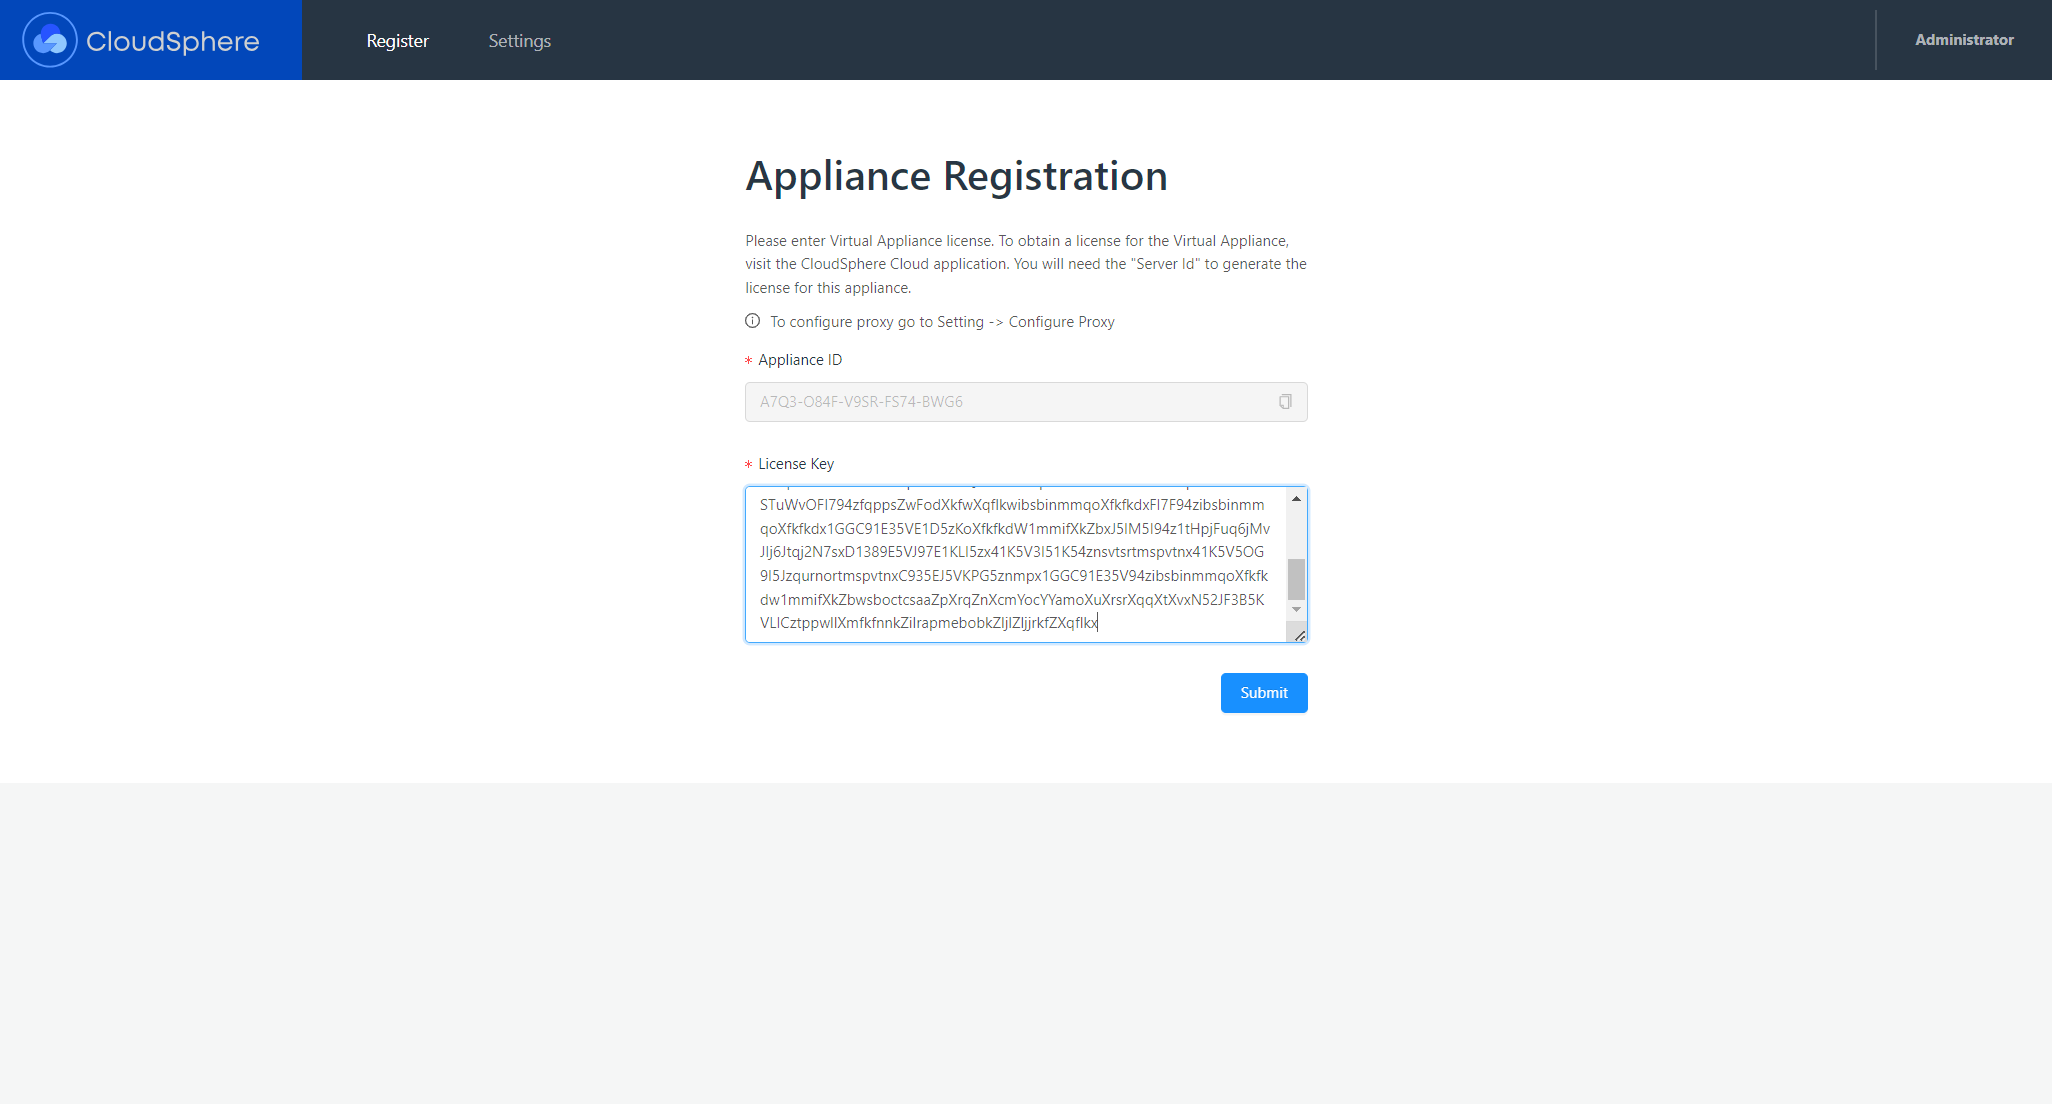 CloudSphere
Register
Settings
Administrator
Appliance Registration
Please enter Virtual Appliance license. To obtain a license for the Virtual Appliance,
visit the CloudSphere Cloud application. You will need the "Server Id" to generate the
license for this appliance.
To configure proxy go to Setting -> Configure Proxy
* Appliance ID
A7Q3-O84F-V9SR-FS74-BWG6
* License Key
STuWvOFI794zfqppsZwFodXkfwXqflkwibsbinmmqoXfkfkdxFI7F94zibsbinmm
qoXfkfkdx1GGC91E35VE1D5zKoXfkfkdW1mmifXkZbxJ5IM5I94z1tHpjFuq6jMv
JIj6Jtqj2N7sxD1389E5VJ97E1KLI5zx41K5V3I51K54znsvtsrtmspvtnx41K5V5OG
9I5JzqurnortmspvtnxC935EJ5VKPG5znmpx1GGC91E35V94zibsbinmmqoXfkfk
dw1mmifXkZbwsboctcsaaZpXrqZnXcmYocYYamoXuXrsrXqqXtXvxN52JF3B5K
VLICztppwllXmfkfnnkZilrapmebobkZljlZljjrkfZXqflkx
Submit